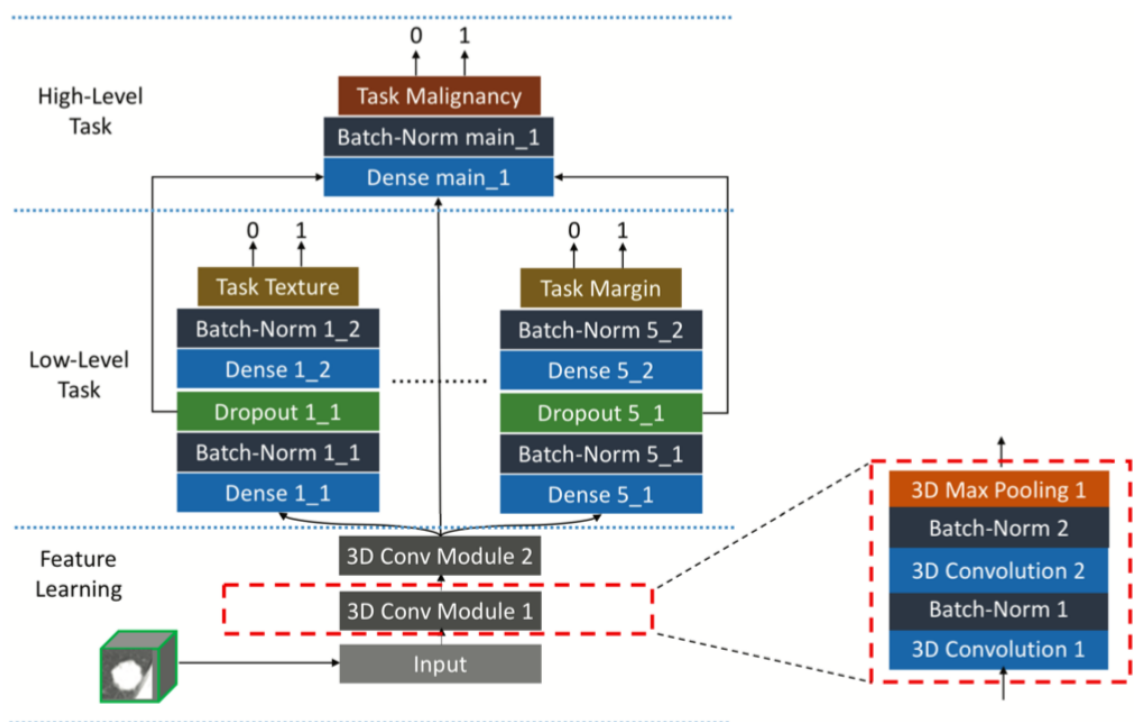 0 1
Task Malignancy
High-Level
Task
Batch-Norm main_1
Dense main_1
0 1
0 1
Task Texture
Task Margin
Batch-Norm 1_2
Batch-Norm 5_2
Low-Level
Task
Dense 1_2
Dense 5_2
Dropout 1_1
Dropout 5_1
Batch-Norm 1_1
Batch-Norm 5_1
Dense 1_1
Dense 5_1
Feature
Learning
3D Conv Module 2
3D Conv Module 1
Input
3D Max Pooling 1
Batch-Norm 2
3D Convolution 2
Batch-Norm 1
3D Convolution 1